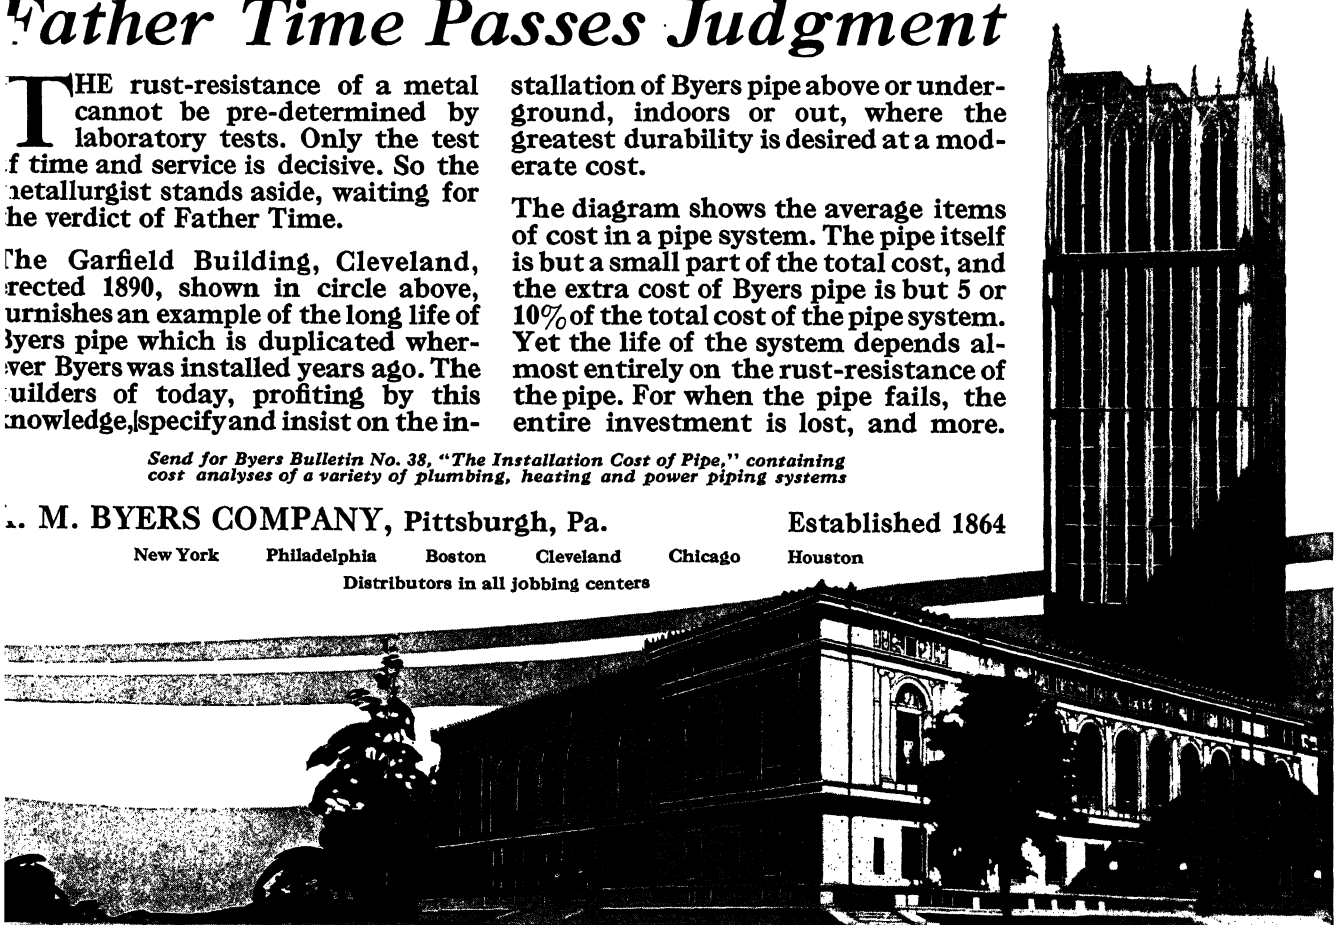 Father Time Passes Judgment
THE rust-resistance of a metal
cannot be pre-determined by
laboratory tests. Only the test
f time and service is decisive. So the
etallurgist stands aside, waiting for
he verdict of Father Time.
The Garfield Building, Cleveland,
rected 1890, shown in circle above,
urnishes an example of the long life of
Byers pipe which is duplicated wher-
ver Byers was installed years ago. The
uilders of today, profiting by this
knowledge, specify and insist on the in-
stallation of Byers pipe above or under-
ground, indoors or out, where the
greatest durability is desired at a mod-
erate cost.
The diagram shows the average items
of cost in a pipe system. The pipe itself
is but a small part of the total cost, and
the extra cost of Byers pipe is but 5 or
10% of the total cost of the pipe system.
Yet the life of the system depends al-
most entirely on the rust-resistance of
the pipe. For when the pipe fails, the
entire investment is lost, and more.
Send for Byers Bulletin No. 38, "The Installation Cost of Pipe," containing
cost analyses of a variety of plumbing, heating and power piping systems
. M. BYERS COMPANY, Pittsburgh, Pa. Established 1864
New York Philadelphia Boston Cleveland Chicago Houston
Distributors in all jobbing centers